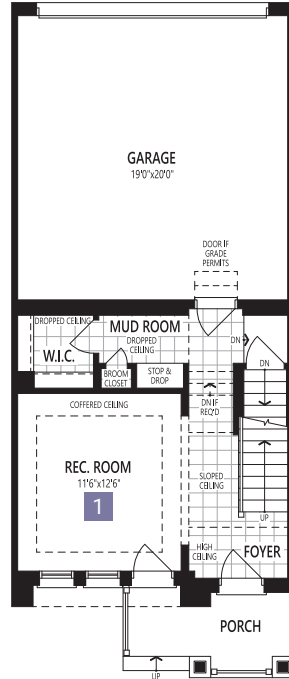 GARAGE
19'0"x20'0"
DOOR IF
GRADE
PERMITS
DROPPED CEILING
MUD ROOM
DROPPED
CEILING
DN
W.I.C.
BROOM
CLOSET
STOP &
DROP
DN
DN IF
REQ'D
COFFERED CEILING
REC. ROOM
11'6"x12'6"
1
SLOPED
CEILING
UP
HIGH
CEILING
FOYER
PORCH
UP